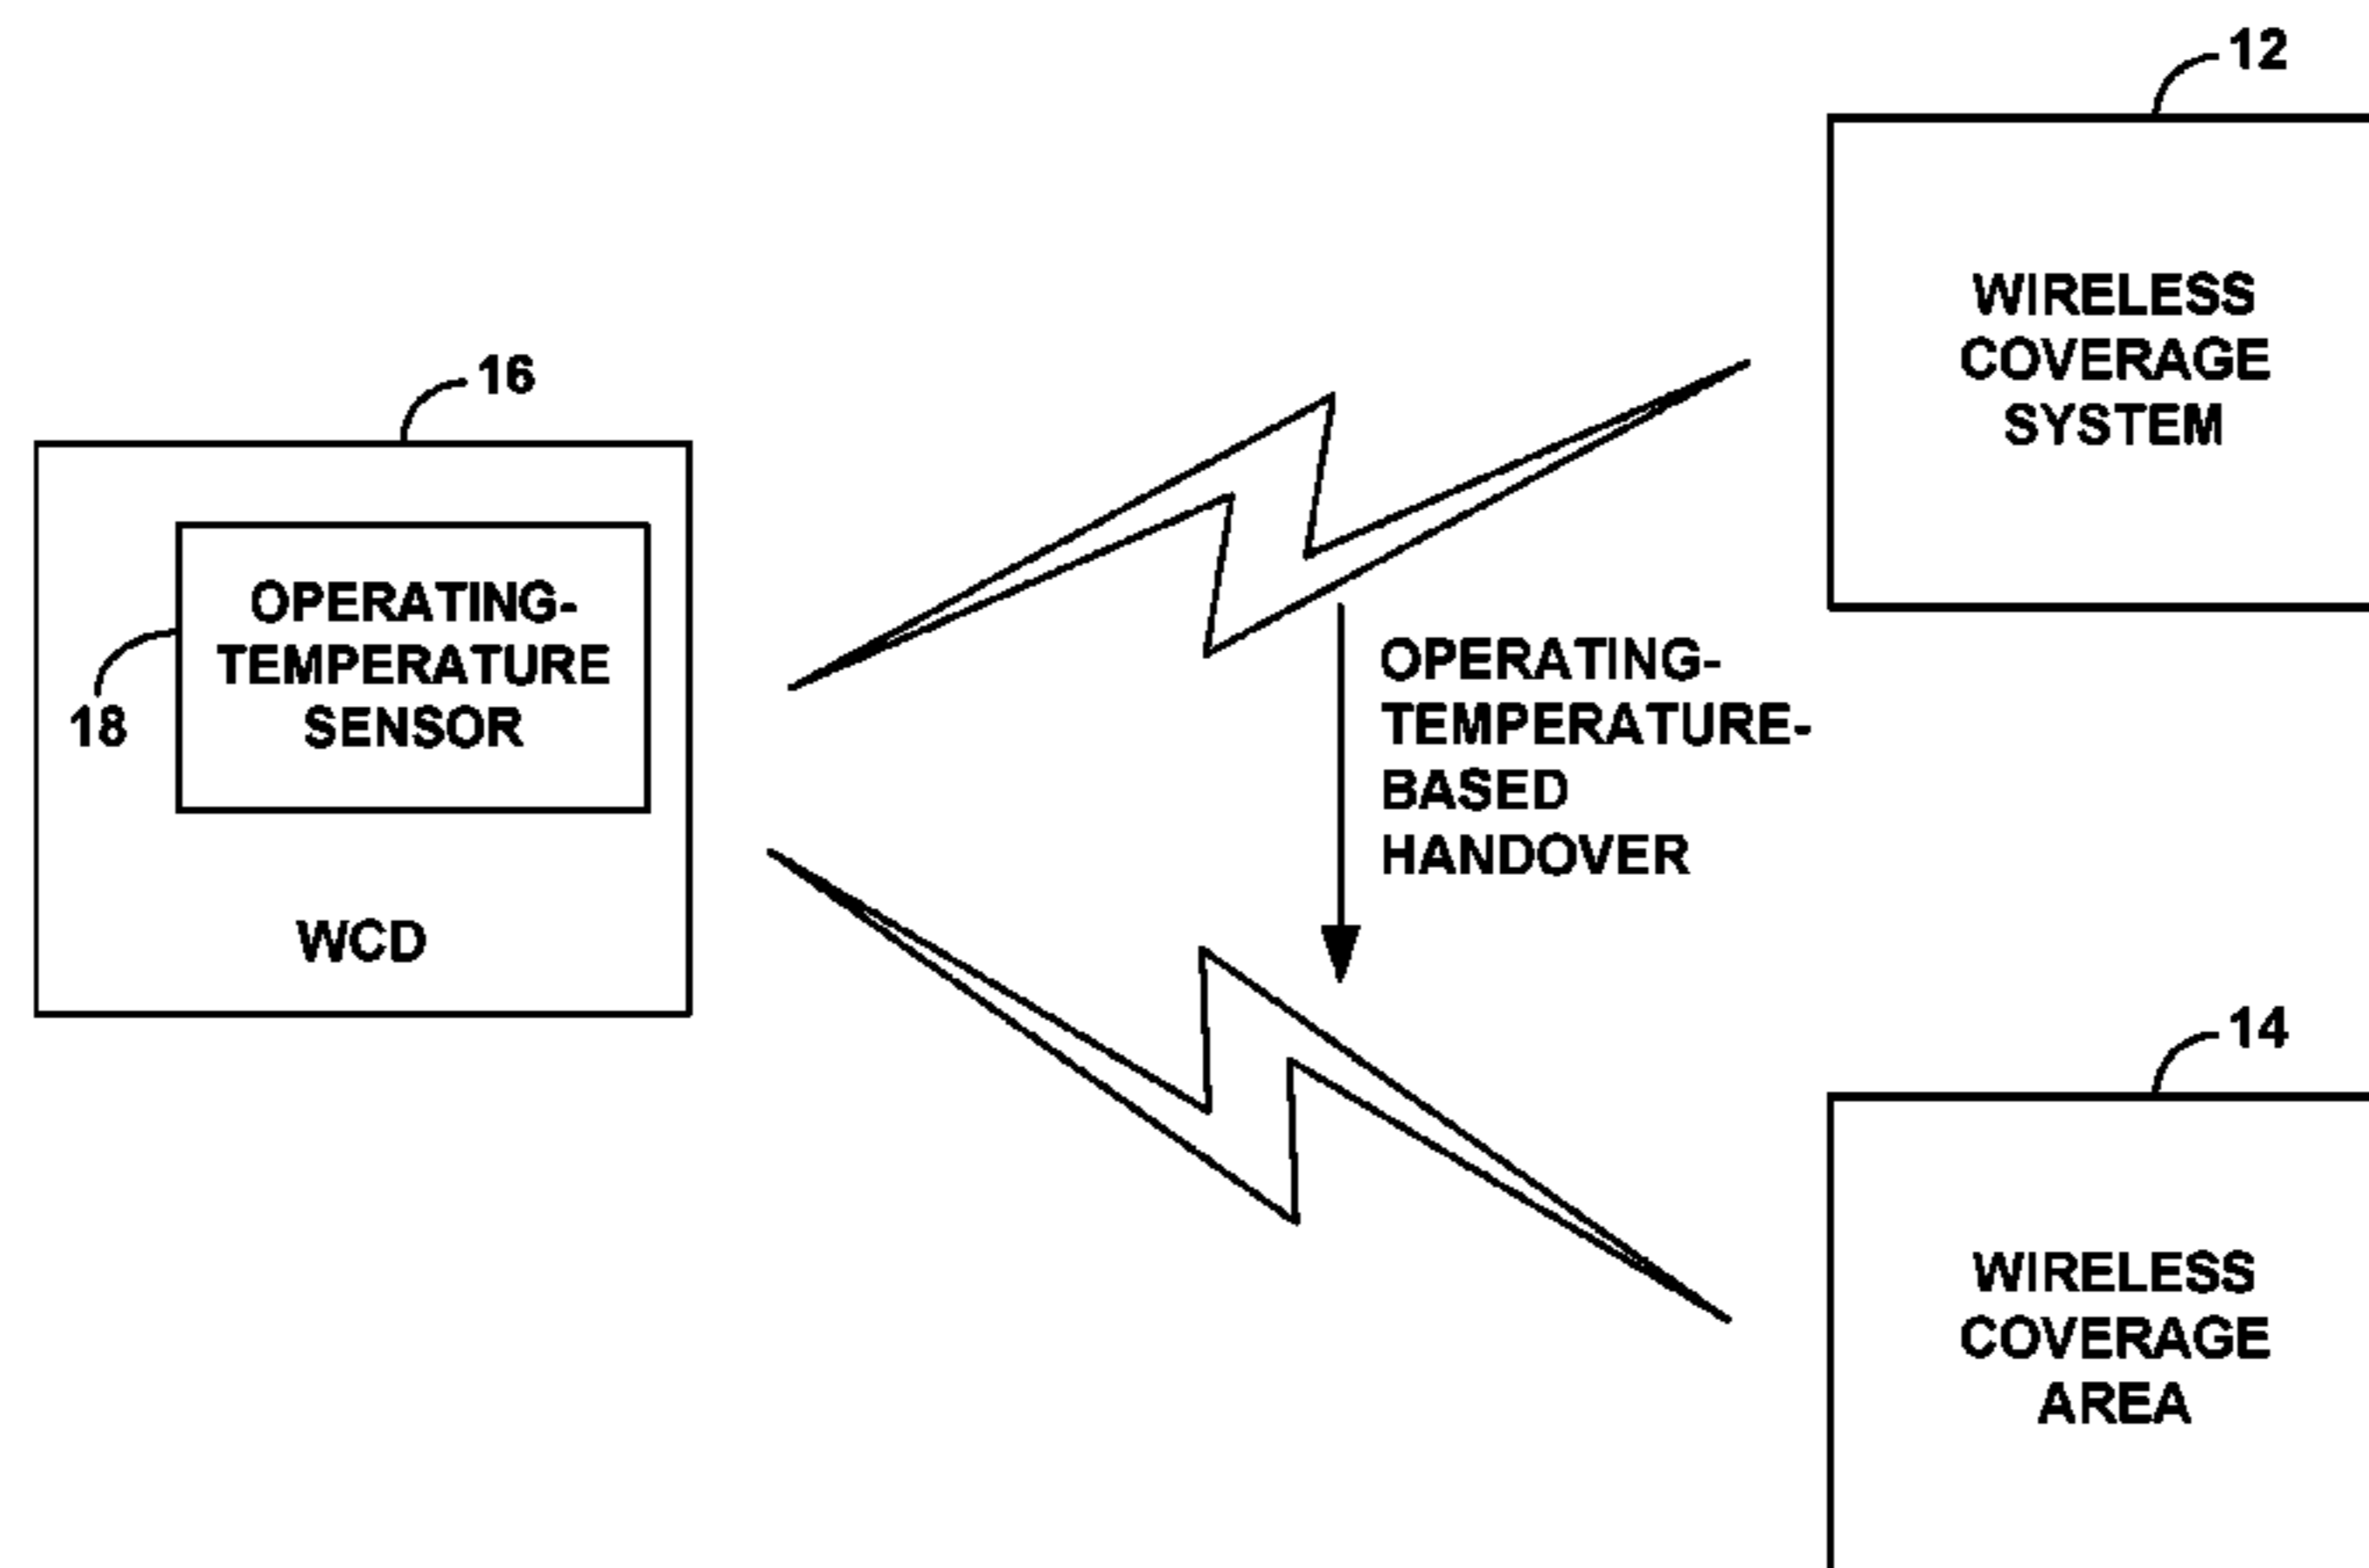 12
WIRELESS
COVERAGE
SYSTEM
16
OPERATING-
TEMPERATURE
SENSOR
18
WCD
OPERATING-
TEMPERATURE-
BASED
HANDOVER
14
WIRELESS
COVERAGE
AREA